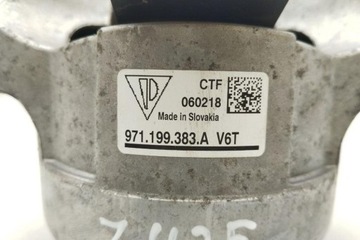 CTF
060218
Made in Slovakia
971.199.383.A V6T